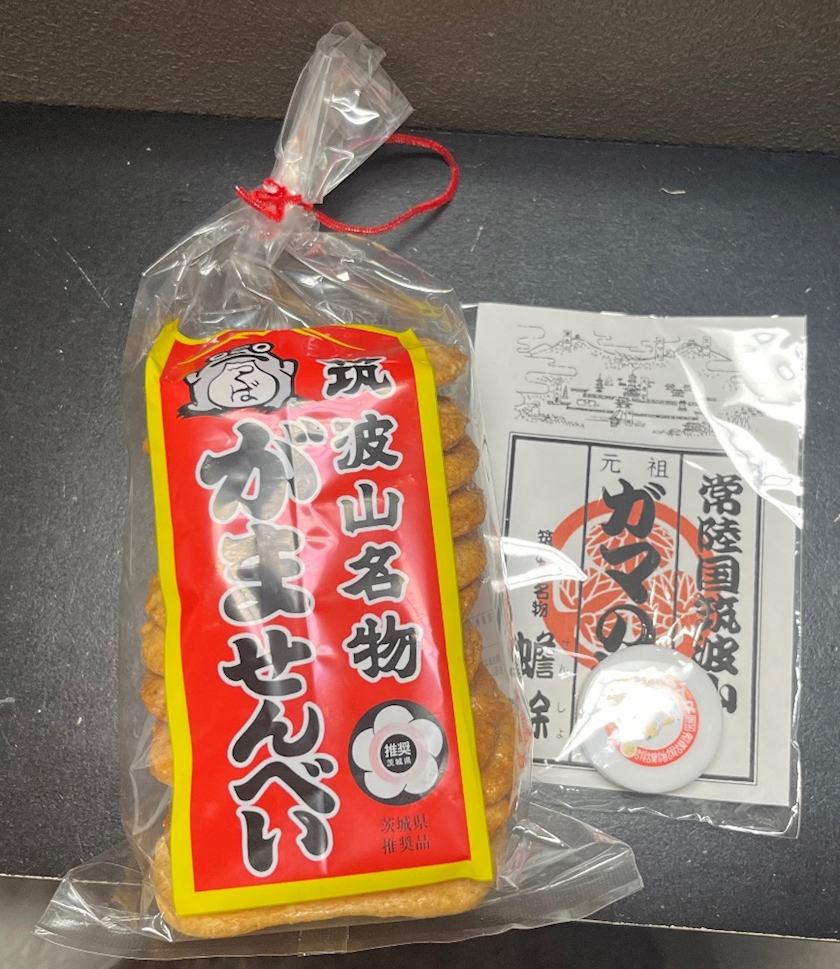 筑波山名物
がませんべい
つくば
推奨
茨城県
茨城県
推奨品
常陸国筑波山
元祖
ガマの
筑波名物
蟾